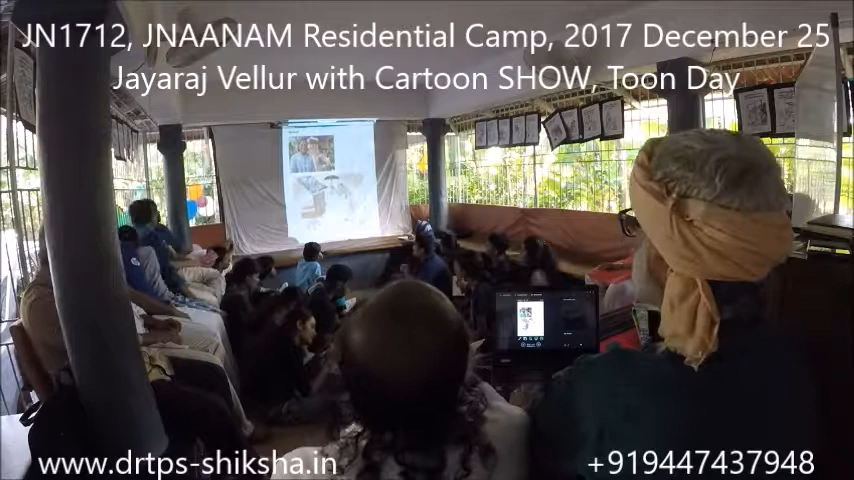 JN1712, JNAANAM Residential Camp, 2017 December 25
Jayaraj Vellur with Cartoon SHOW, Toon Day
www.drtps-shiksha.in
+919447437948